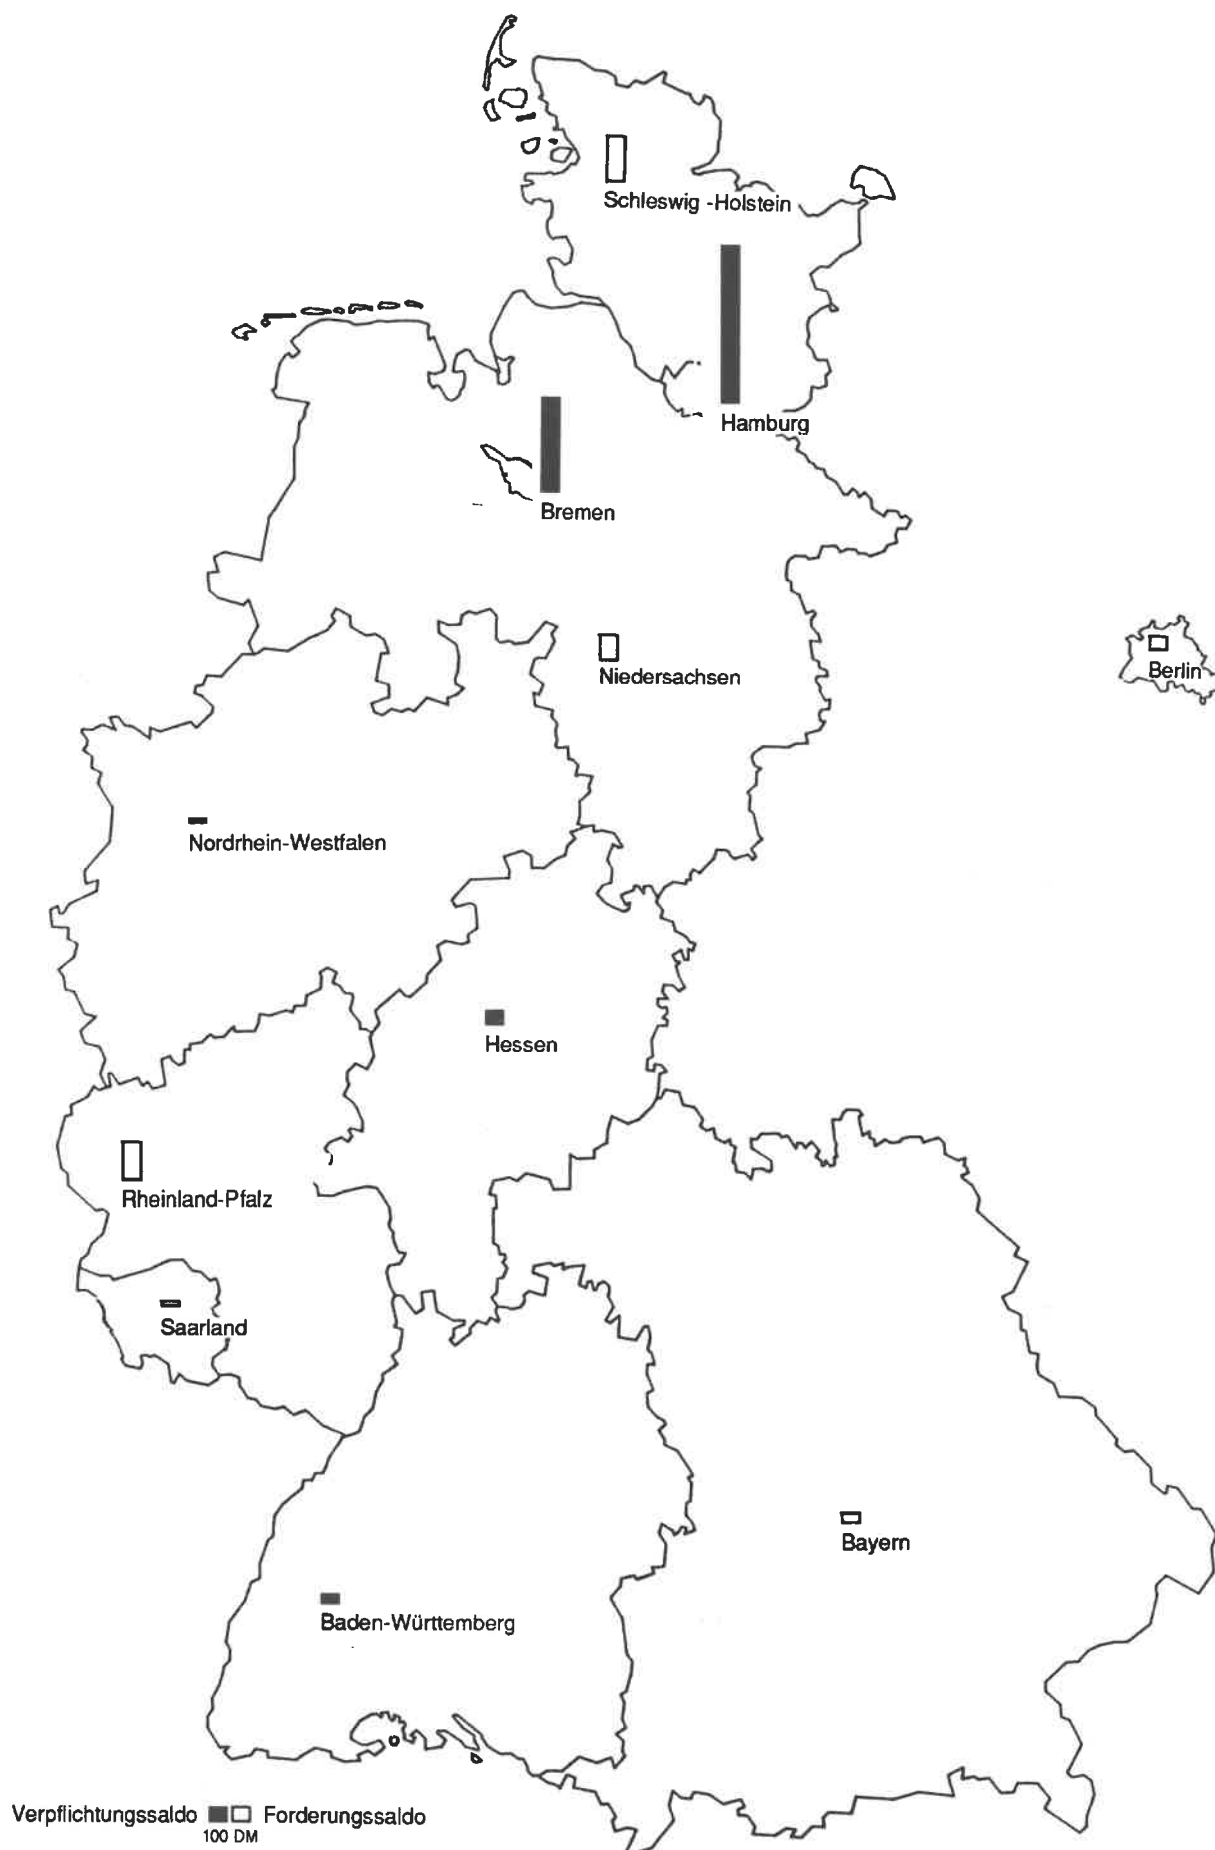 Schleswig -Holstein
Hamburg
Bremen
Niedersachsen
Berlin
Nordrhein-Westfalen
Hessen
Rheinland-Pfalz
Saarland
Bayern
Baden-Württemberg
Verpflichtungssaldo Forderungssaldo
100 DM